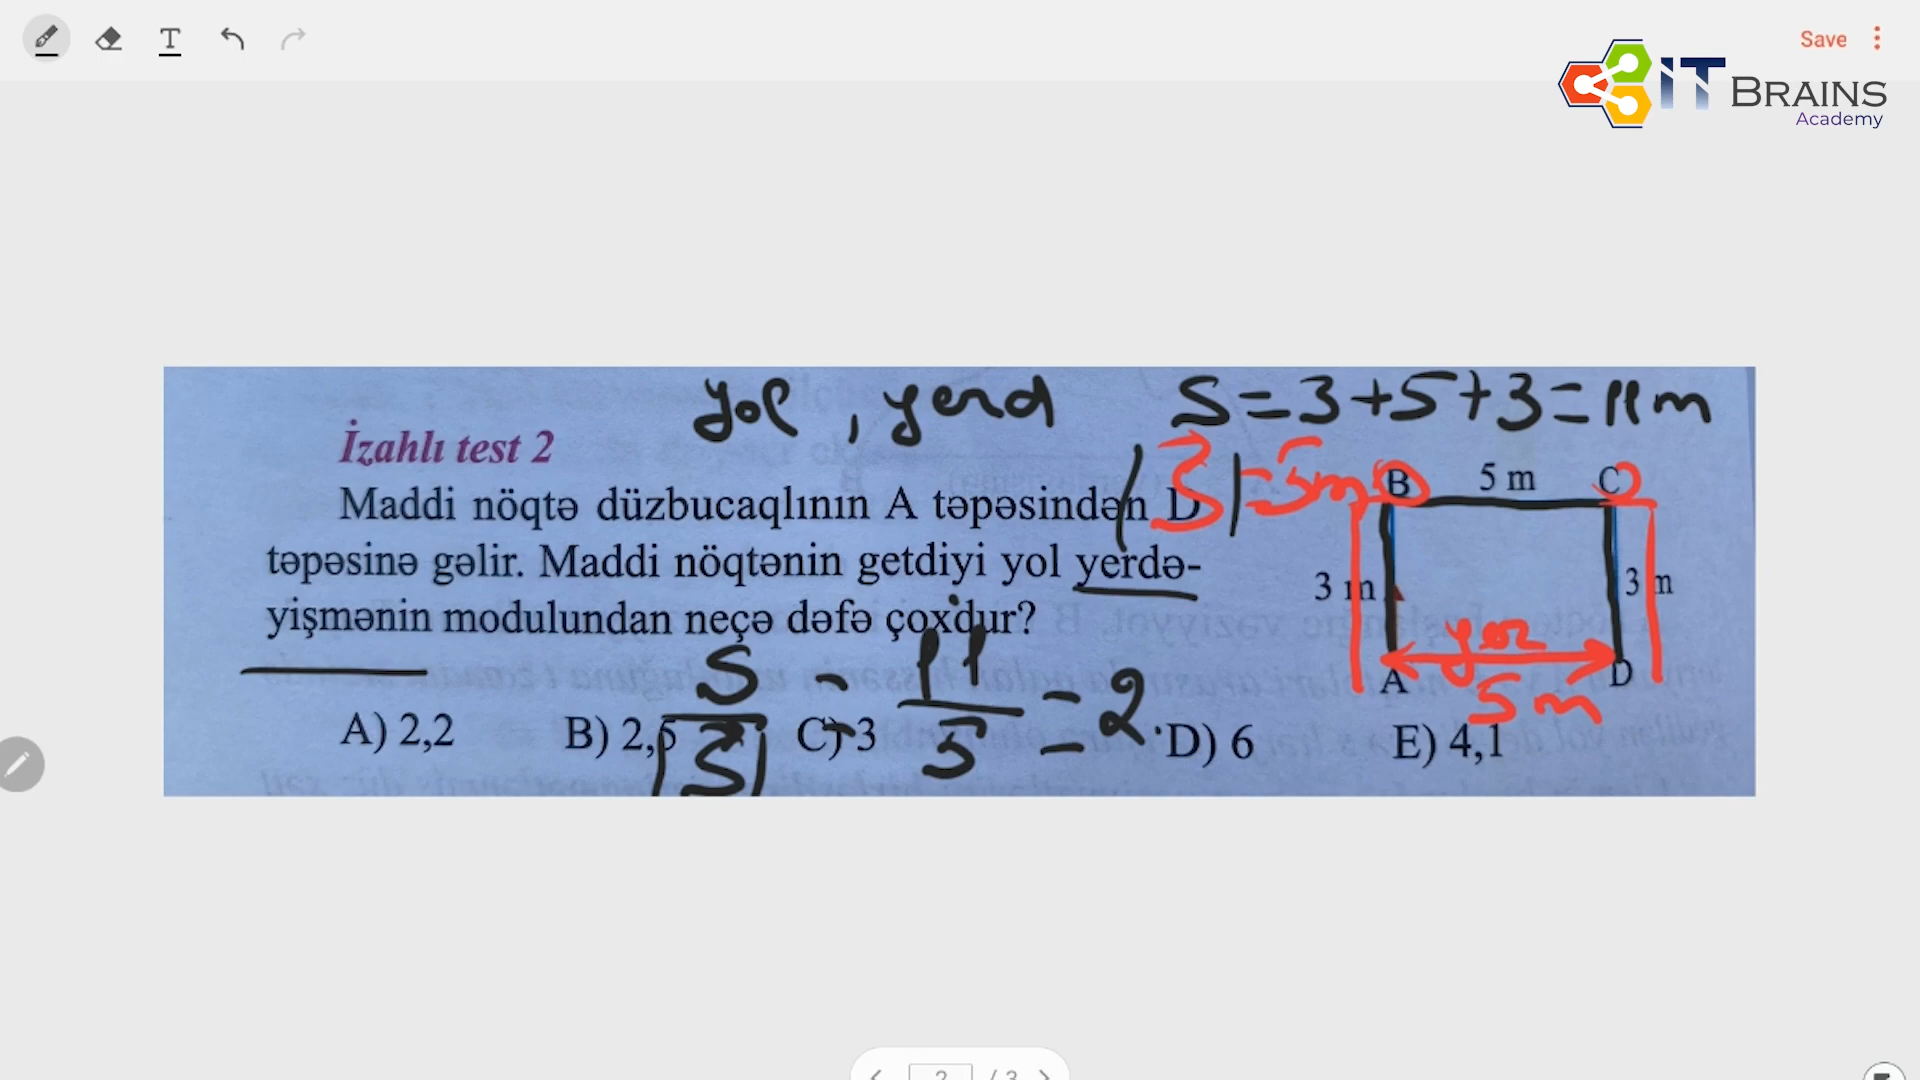 Save
iT BRAINS
Academy
yol, yerd S=3+5+3=11m
İzahlı test 2
|S|=5m B 5 m C
Maddi nöqtə düzbucaqlının A təpəsindən D
təpəsinə gəlir. Maddi nöqtənin getdiyi yol yerdə-
yişmənin modulundan neçə dəfə çoxdur?
3 m 3 m
yer
A D
5m
S/|S| = 11/5 = 2.
A) 2,2 B) 2,5 C) 3 D) 6 E) 4,1
2 / 3